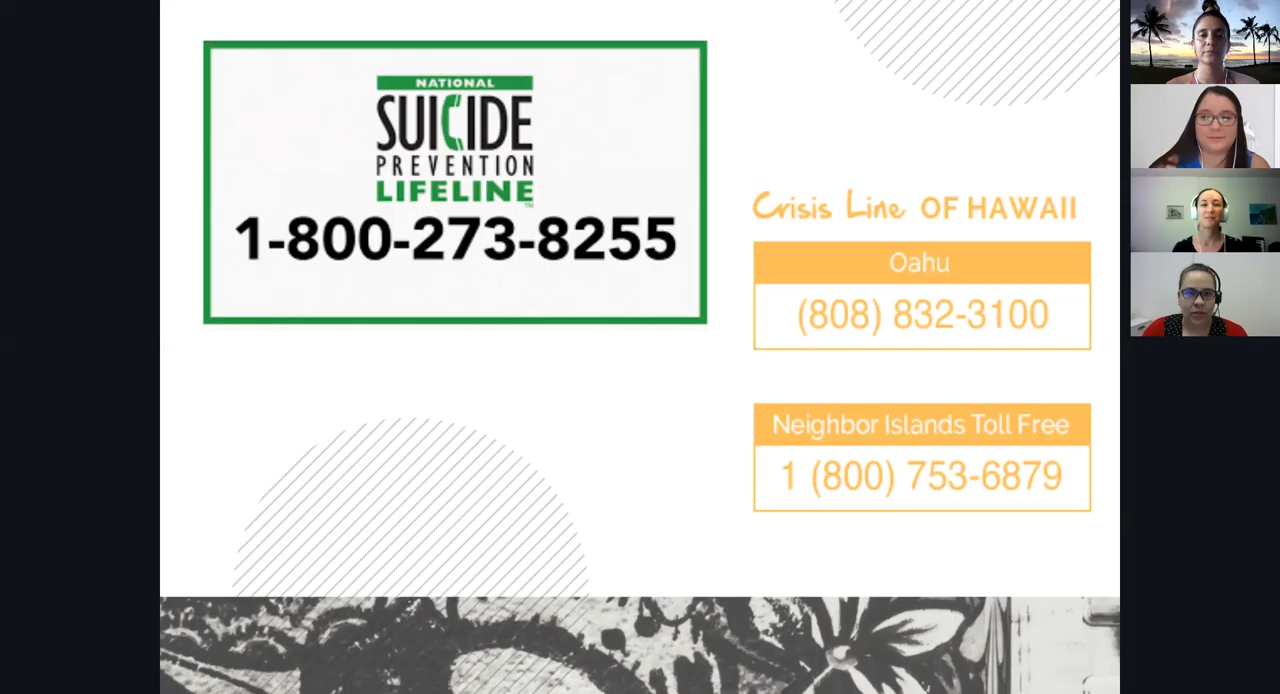 NATIONAL
SUICIDE
PREVENTION
LIFELINE™
1-800-273-8255
Crisis Line OF HAWAII
Oahu
(808) 832-3100
Neighbor Islands Toll Free
1 (800) 753-6879